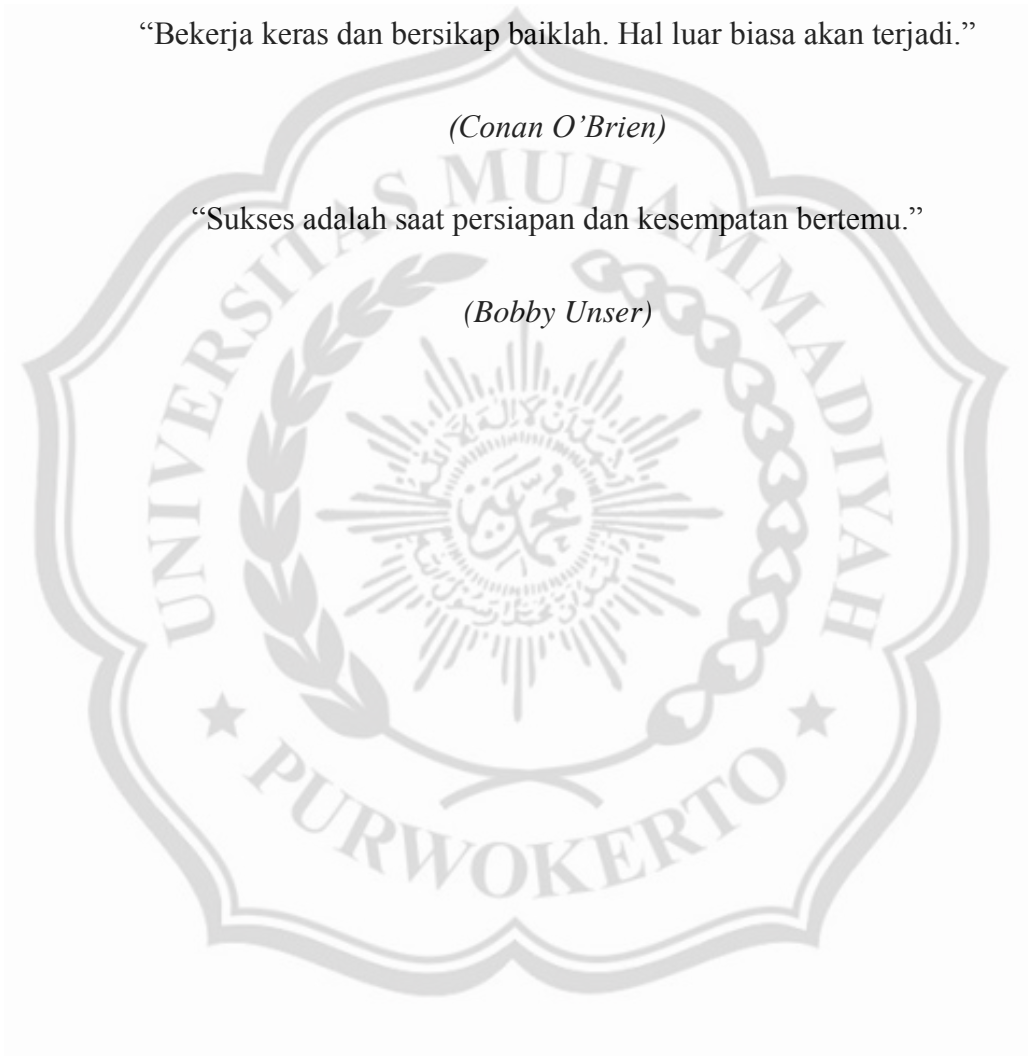 “Bekerja keras dan bersikap baiklah. Hal luar biasa akan terjadi.”
(Conan O’Brien)
“Sukses adalah saat persiapan dan kesempatan bertemu.”
(Bobby Unser)
UNIVERSITAS MUHAMMADIYAH
PURWOKERTO